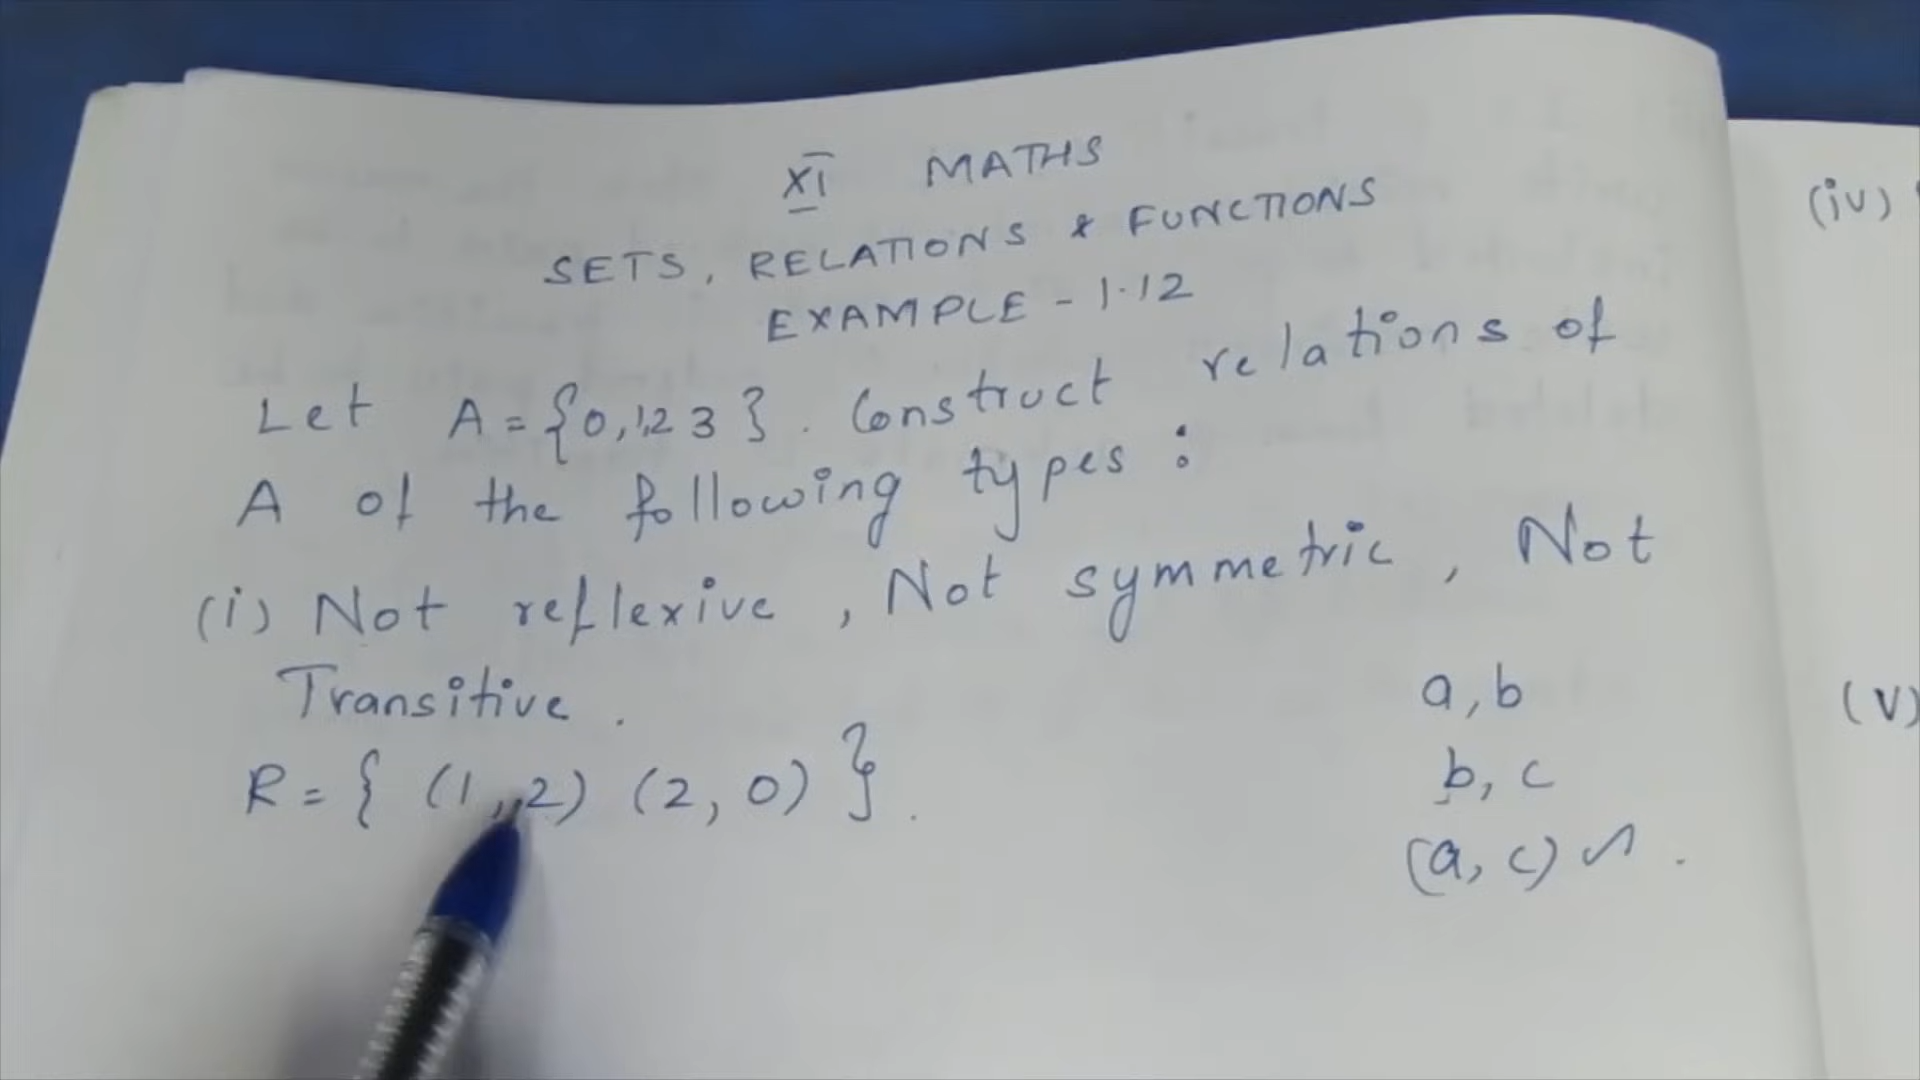 XI MATHS
SETS, RELATIONS & FUNCTIONS
EXAMPLE - 1.12
Let A = {0,1,2 3}. Construct relations of
A of the following types :
(i) Not reflexive, Not symmetric, Not
Transitive.
R = { (1,2) (2,0) }.
a, b
b, c
(a, c)
(iv)
(v)